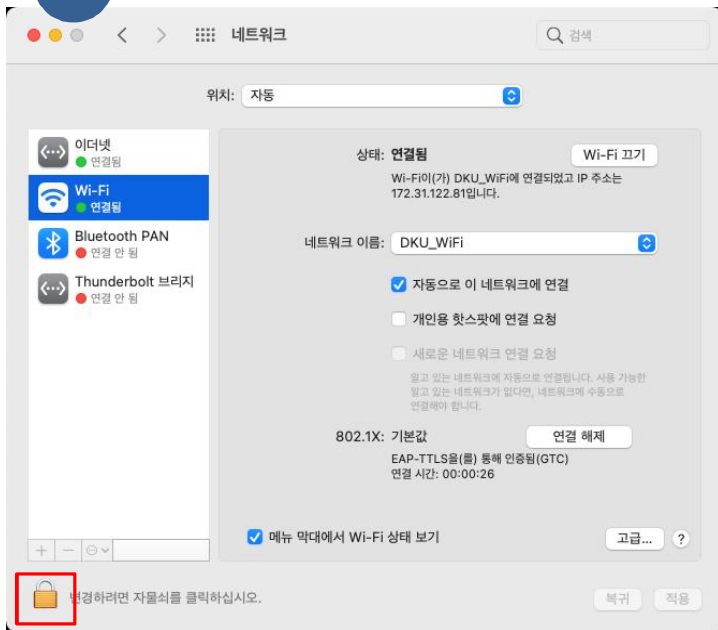 네트워크
검색
위치: 자동
이더넷
연결됨
Wi-Fi
연결됨
Bluetooth PAN
연결 안 됨
Thunderbolt 브리지
연결 안 됨
상태: 연결됨
Wi-Fi 끄기
Wi-Fi이(가) DKU_WiFi에 연결되었고 IP 주소는
172.31.122.81입니다.
네트워크 이름: DKU_WiFi
자동으로 이 네트워크에 연결
개인용 핫스팟에 연결 요청
새로운 네트워크 연결 요청
알고 있는 네트워크에 자동으로 연결됩니다. 사용 가능한
알고 있는 네트워크가 없다면, 네트워크에 수동으로
연결해야 합니다.
802.1X: 기본값
연결 해제
EAP-TTLS을(를) 통해 인증됨(GTC)
연결 시간: 00:00:26
메뉴 막대에서 Wi-Fi 상태 보기
고급... ?
변경하려면 자물쇠를 클릭하십시오.
복귀 적용